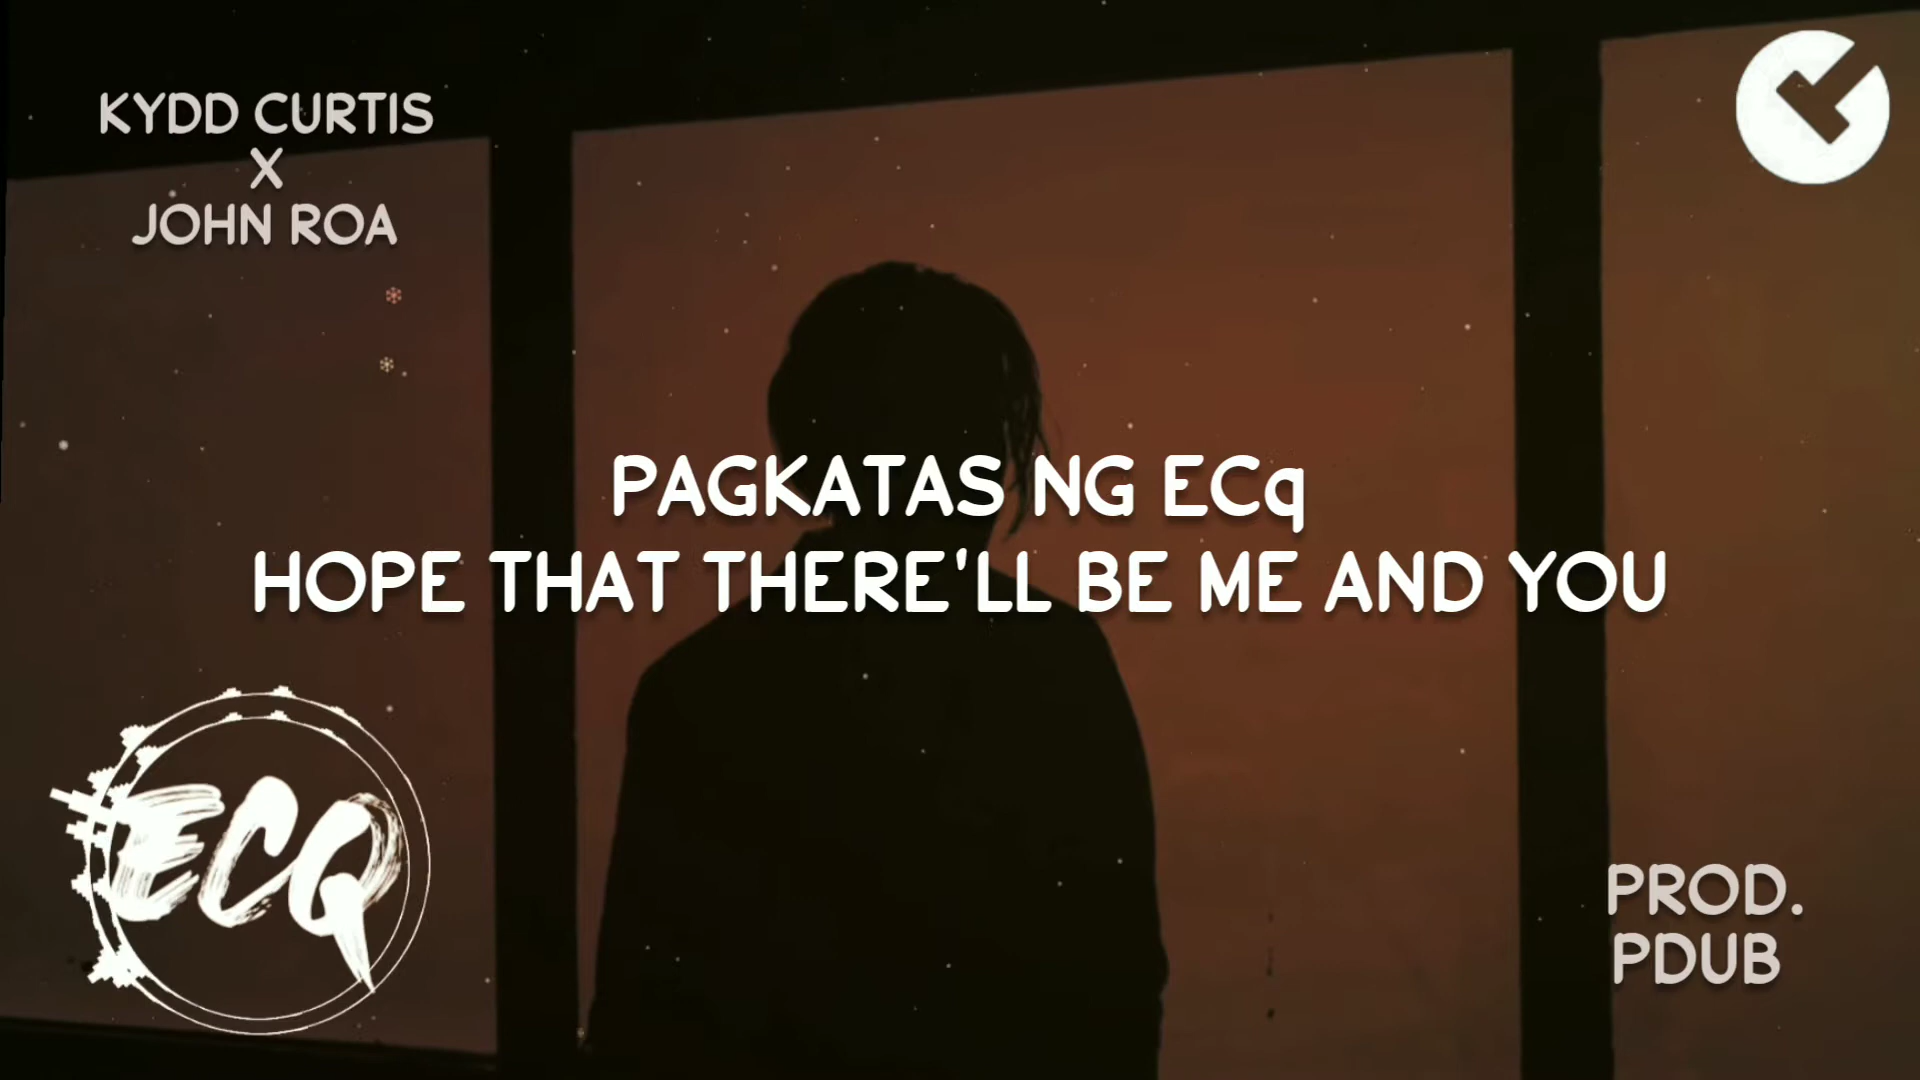 KYDD CURTIS
X
JOHN ROA
PAGKATAS NG ECq
HOPE THAT THERE'LL BE ME AND YOU
ECQ
PROD.
PDUB